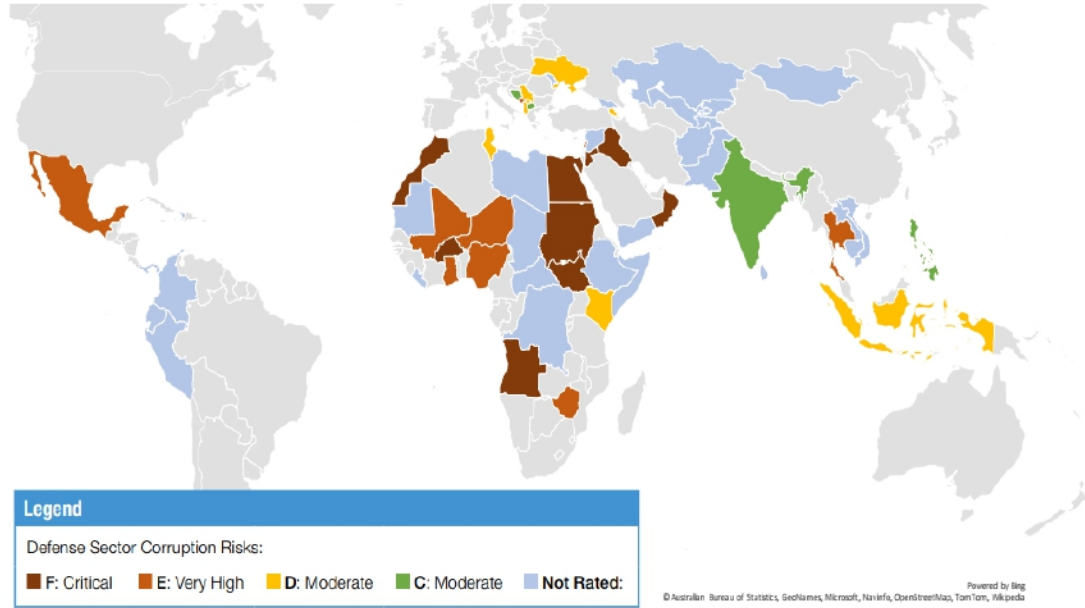 Legend
Defense Sector Corruption Risks:
F: Critical E: Very High D: Moderate C: Moderate Not Rated:
Powered by Bing
© Australian Bureau of Statistics, GeoNames, Microsoft, Navinfo, OpenStreetMap, TomTom, Wikipedia